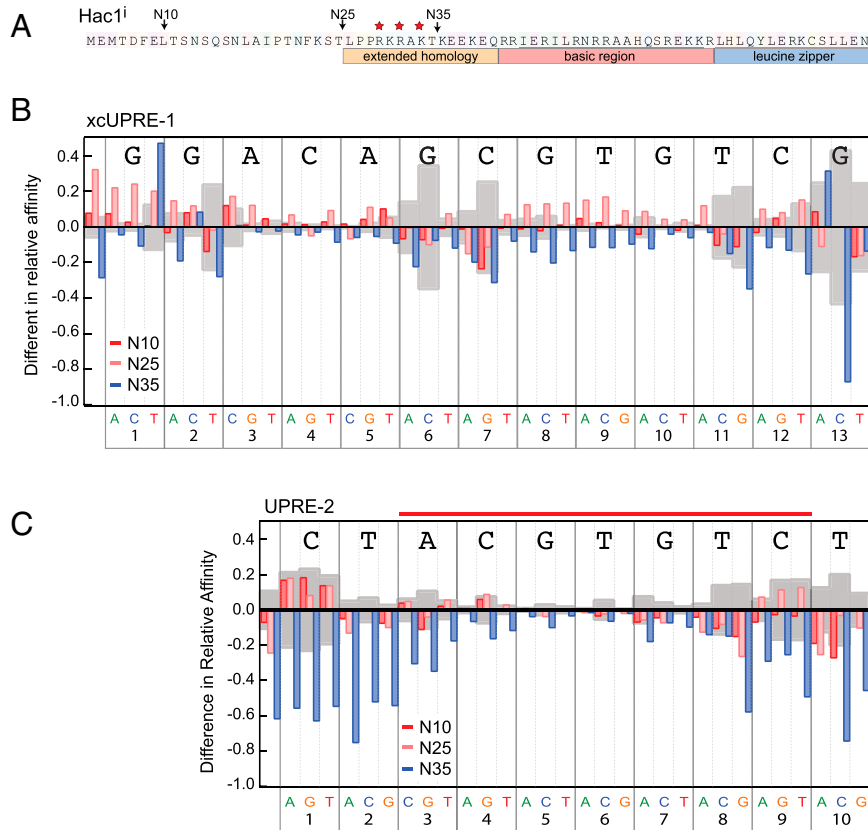 A
Hac1i
N10
N25
N35
MEMTDFELTSNSQSNLAIPTNFKSTLPPRKRAKTKEEKEQRRIERILRNRRAAHQSREKKRLHLQYLERKCSLLEN
extended homology
basic region
leucine zipper
B
xcUPRE-1
G G A C A G C G T G T C G
0.4
0.2
0.0
-0.2
-0.4
-0.6
-0.8
-1.0
Different in relative affinity
N10
N25
N35
A C T A C T C G T A G T C G T A C T A G T A C T A C G A C T A C G A G T A C T
1 2 3 4 5 6 7 8 9 10 11 12 13
C
UPRE-2
C T A C G T G T C T
0.4
0.2
0.0
-0.2
-0.4
-0.6
-0.8
-1.0
Difference in Relative Affinity
N10
N25
N35
A G T A C G C G T A G T A C T A C G A C T A C G A G T A C G
1 2 3 4 5 6 7 8 9 10